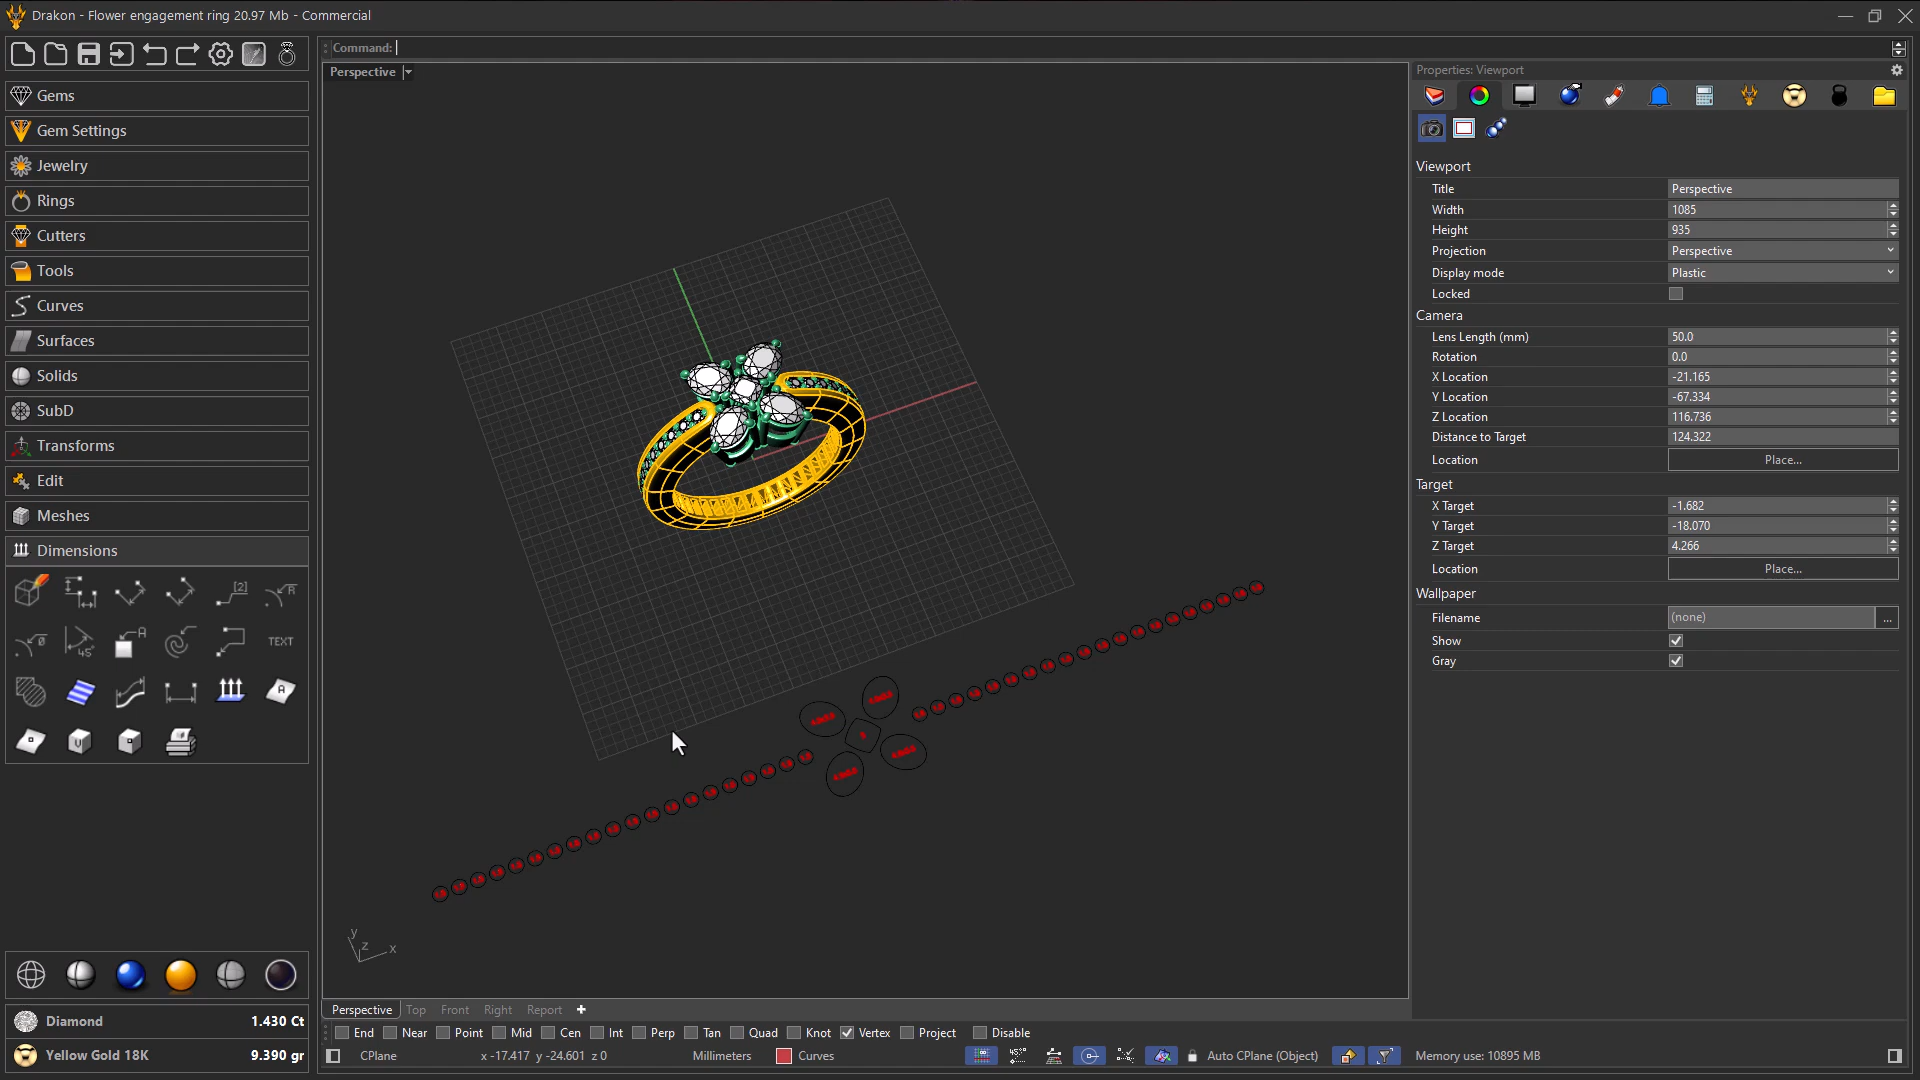 Drakon - Flower engagement ring 20.97 Mb - Commercial
Command:
Perspective
Gems
Gem Settings
Jewelry
Rings
Cutters
Tools
Curves
Surfaces
Solids
SubD
Transforms
Edit
Meshes
Dimensions
[2]
R
45°
A
TEXT
A
U
Diamond 1.430 Ct
Yellow Gold 18K 9.390 gr
y
z
x
Perspective Top Front Right Report
End Near Point Mid Cen Int Perp Tan Quad Knot Vertex Project Disable
CPlane x -17.417 y -24.601 z 0 Millimeters Curves Auto CPlane (Object) Memory use: 10895 MB
Properties: Viewport
Viewport
Title Perspective
Width 1085
Height 935
Projection Perspective
Display mode Plastic
Locked
Camera
Lens Length (mm) 50.0
Rotation 0.0
X Location -21.165
Y Location -67.334
Z Location 116.736
Distance to Target 124.322
Location Place...
Target
X Target -1.682
Y Target -18.070
Z Target 4.266
Location Place...
Wallpaper
Filename (none) ...
Show
Gray